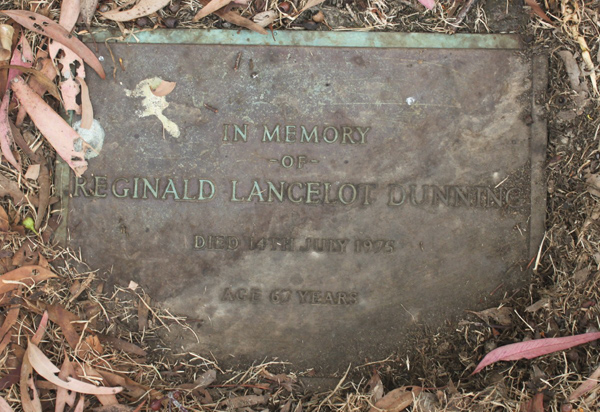 IN MEMORY
-OF-
REGINALD LANCELOT DUNNING
DIED 14TH JULY 1975
AGE 67 YEARS